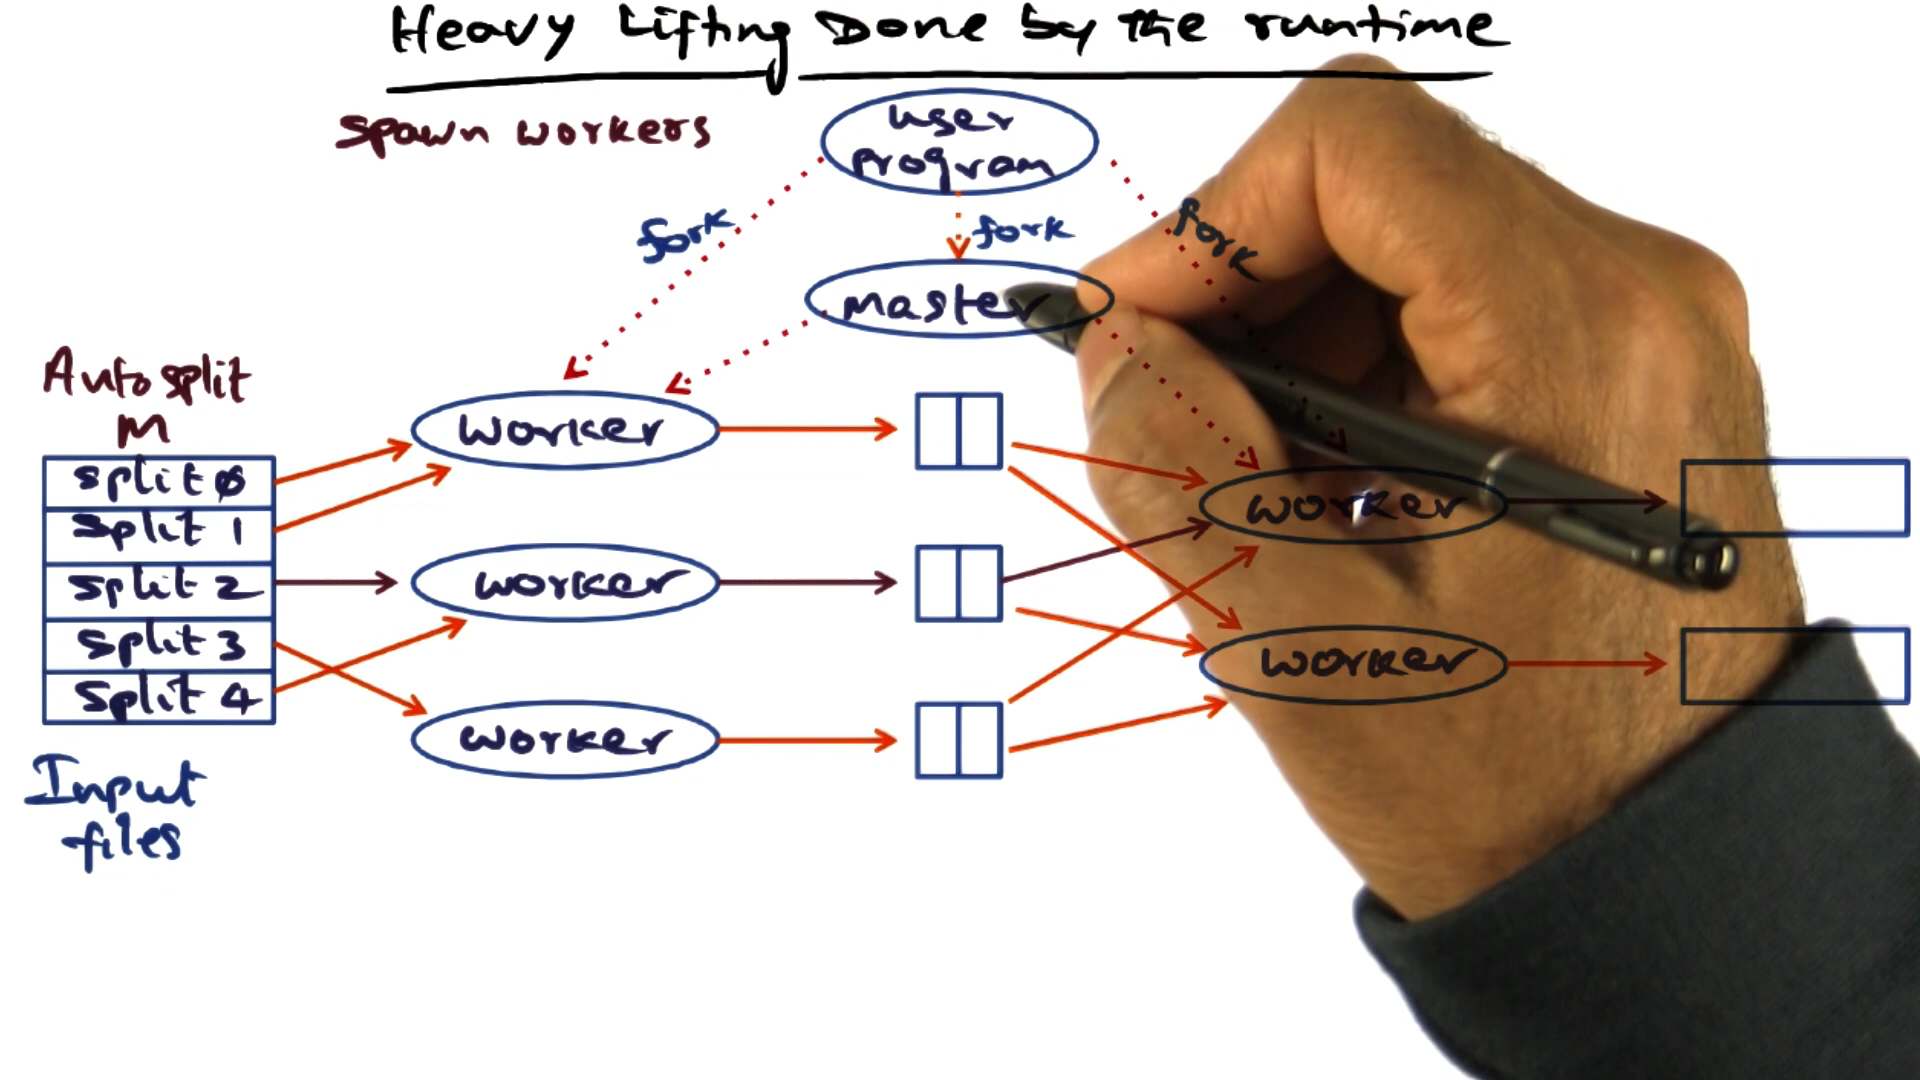 Heavy Lifting Done by the runtime
spawn workers
user
program
fork
fork
fork
master
Auto split
M
split 0
split 1
split 2
split 3
split 4
worker
worker
worker
worker
worker
Input
files